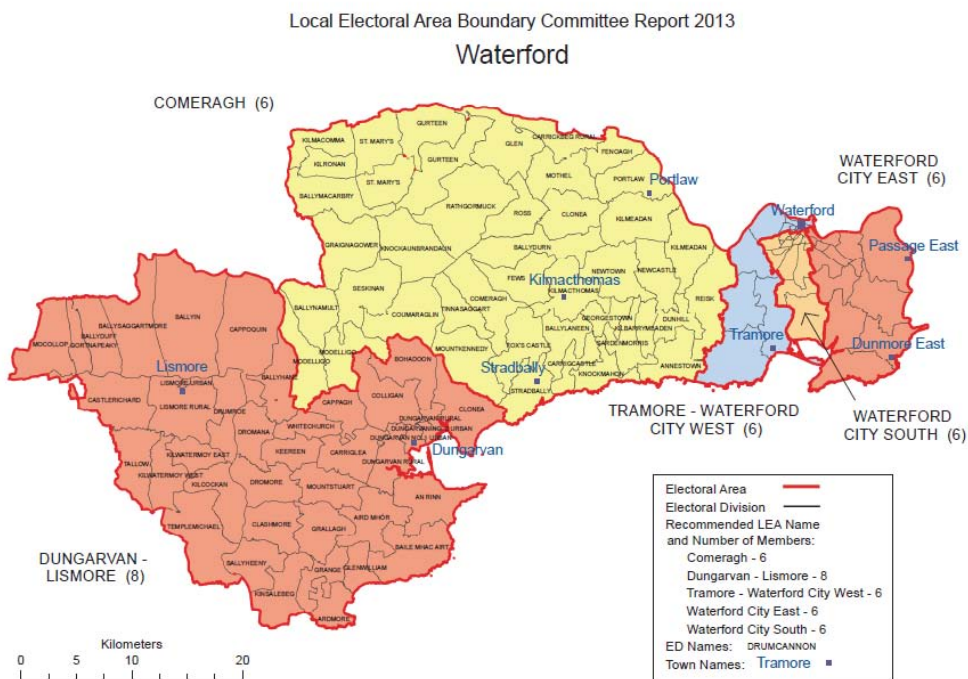 Local Electoral Area Boundary Committee Report 2013
Waterford
COMERAGH (6)
WATERFORD
CITY EAST (6)
GURTEEN
CARRICKBEG RURAL
KILMACOMMA
ST. MARY'S
GLEN
FENOAGH
KILRONAN
GURTEEN
MOTHEL
PORTLAW
Portlaw
ST. MARY'S
BALLYMACARBRY
RATHGORMUCK
ROSS
CLONEA
KILMEADAN
Waterford
GRAIGNAGOWER
KNOCKAUNBRANDAUN
BALLYDURN
KILMEADAN
Passage East
FEWS
Kilmacthomas
NEWTOWN
NEWCASTLE
SESKINAN
KILMACTHOMAS
BALLYNAMULT
COMERAGH
TINNASAGGART
REISK
COUMARAGLIN
GEORGESTOWN
DUNHILL
BALLYLANEEN
KILBARRYMEADEN
MODELLIGO
MOUNTKENNEDY
FOX'S CASTLE
GARDENMORRIS
Tramore
Dunmore East
MODELLIGO
BOHADOON
CARRIGCASTLE
ANNESTOWN
Stradbally
KNOCKMAHON
STRADBALLY
BALLYIN
BALLYSAGGARTMORE
CAPPOQUIN
BALLYDUFF
MOCOLLOP
GORTNAPEAKY
Lismore
BALLYHANE
LISMORE URBAN
CASTLERICHARD
LISMORE RURAL
DRUMROE
CAPPAGH
COLLIGAN
CLONEA
DUNGARVAN RURAL
WHITECHURCH
DROMANA
Dungarvan
TALLOW
KILWATERMOY EAST
KEEREEN
CARRIGLEA
DUNGARVAN RURAL
KILWATERMOY WEST
KILCOCKAN
DROMORE
MOUNTSTUART
AN RINN
TEMPLEMICHAEL
CLASHMORE
AIRD MHÓR
GRALLAGH
BAILE MHAC AIRT
BALLYHEENY
GRANGE
GLENWILLIAM
KINSALEBEG
ARDMORE
TRAMORE - WATERFORD
CITY WEST (6)
WATERFORD
CITY SOUTH (6)
DUNGARVAN -
LISMORE (8)
Kilometers
0 5 10 15 20
Electoral Area
Electoral Division
Recommended LEA Name
and Number of Members:
Comeragh - 6
Dungarvan - Lismore - 8
Tramore - Waterford City West - 6
Waterford City East - 6
Waterford City South - 6
ED Names: DRUMCANNON
Town Names: Tramore